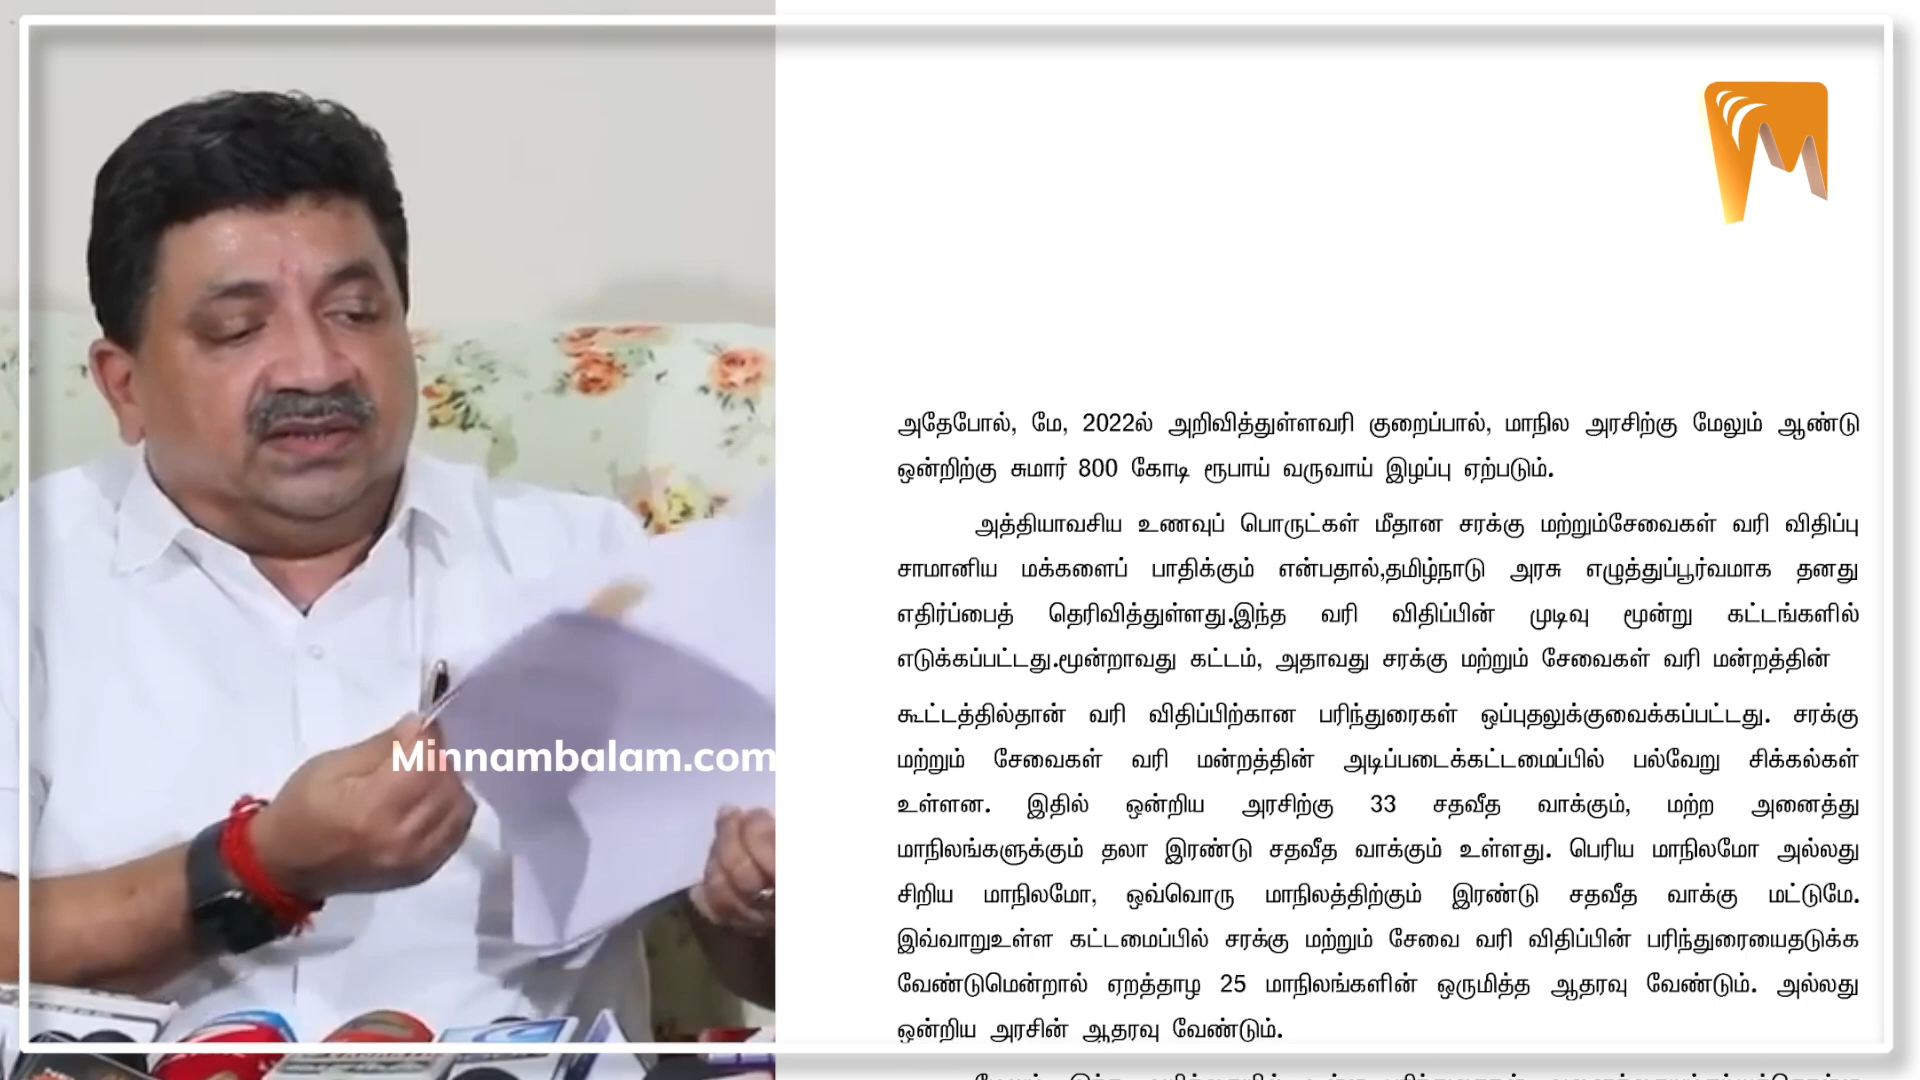 அதேபோல், மே, 2022ல் அறிவித்துள்ளவரி குறைப்பால், மாநில அரசிற்கு மேலும் ஆண்டு
ஒன்றிற்கு சுமார் 800 கோடி ரூபாய் வருவாய் இழப்பு ஏற்படும்.
அத்தியாவசிய உணவுப் பொருட்கள் மீதான சரக்கு மற்றும்சேவைகள் வரி விதிப்பு
சாமானிய மக்களைப் பாதிக்கும் என்பதால்,தமிழ்நாடு அரசு எழுத்துப்பூர்வமாக தனது
எதிர்ப்பைத் தெரிவித்துள்ளது.இந்த வரி விதிப்பின் முடிவு மூன்று கட்டங்களில்
எடுக்கப்பட்டது.மூன்றாவது கட்டம், அதாவது சரக்கு மற்றும் சேவைகள் வரி மன்றத்தின்
கூட்டத்தில்தான் வரி விதிப்பிற்கான பரிந்துரைகள் ஒப்புதலுக்குவைக்கப்பட்டது. சரக்கு
மற்றும் சேவைகள் வரி மன்றத்தின் அடிப்படைக்கட்டமைப்பில் பல்வேறு சிக்கல்கள்
உள்ளன. இதில் ஒன்றிய அரசிற்கு 33 சதவீத வாக்கும், மற்ற அனைத்து
மாநிலங்களுக்கும் தலா இரண்டு சதவீத வாக்கும் உள்ளது. பெரிய மாநிலமோ அல்லது
சிறிய மாநிலமோ, ஒவ்வொரு மாநிலத்திற்கும் இரண்டு சதவீத வாக்கு மட்டுமே.
இவ்வாறுஉள்ள கட்டமைப்பில் சரக்கு மற்றும் சேவை வரி விதிப்பின் பரிந்துரையைதடுக்க
வேண்டுமென்றால் ஏறத்தாழ 25 மாநிலங்களின் ஒருமித்த ஆதரவு வேண்டும். அல்லது
ஒன்றிய அரசின் ஆதரவு வேண்டும்.
Minnambalam.com